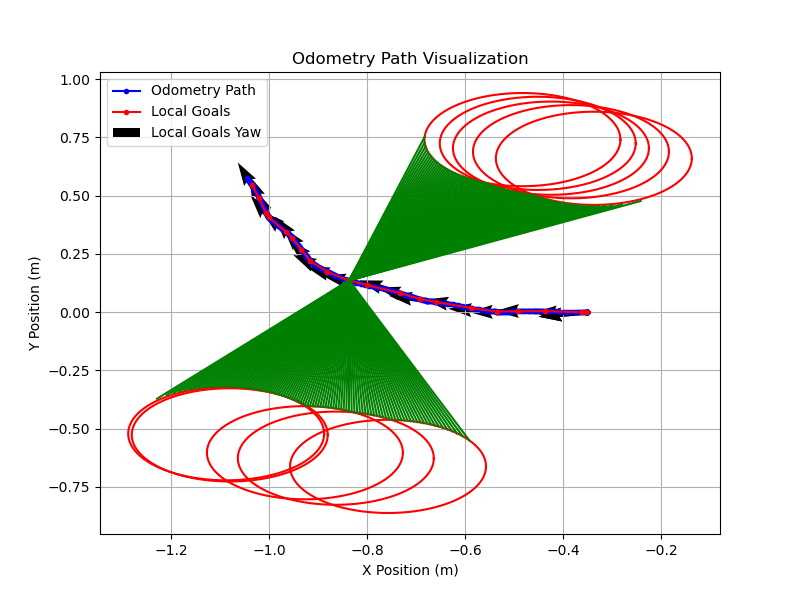 Odometry Path Visualization
Odometry Path
Local Goals
Local Goals Yaw
Y Position (m)
1.00
0.75
0.50
0.25
0.00
−0.25
−0.50
−0.75
−1.2 −1.0 −0.8 −0.6 −0.4 −0.2
X Position (m)